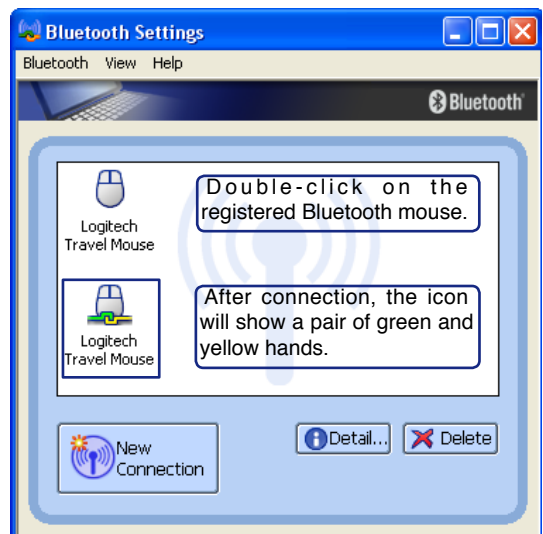 Bluetooth Settings
Bluetooth View Help
Bluetooth®
Logitech
Travel Mouse
Double-click on the
registered Bluetooth mouse.
Logitech
Travel Mouse
After connection, the icon
will show a pair of green and
yellow hands.
New
Connection
Detail...
Delete